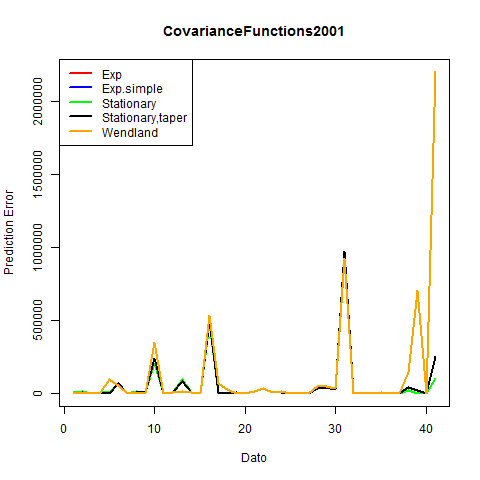 CovarianceFunctions2001
Exp
Exp.simple
Stationary
Stationary,taper
Wendland
Prediction Error
0
500000
1000000
1500000
2000000
0 10 20 30 40
Dato